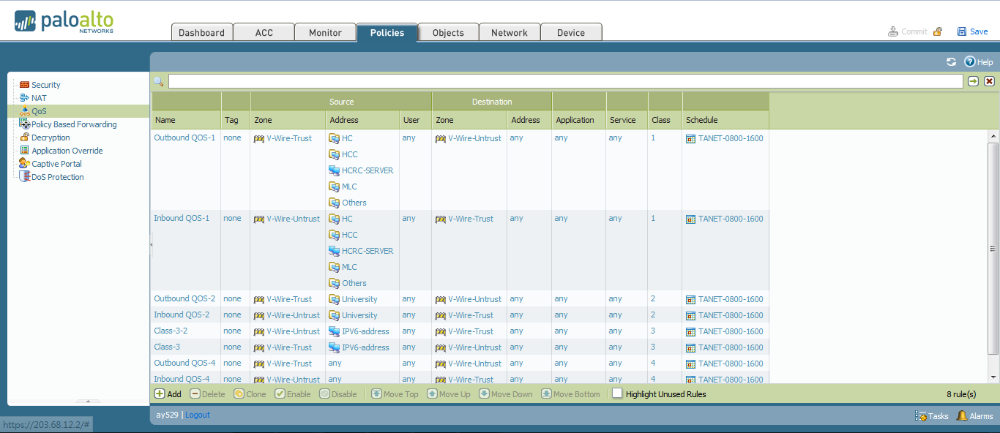 paloalto
NETWORKS
Dashboard ACC Monitor Policies Objects Network Device
Commit Save
Help
Security
NAT
QoS
Policy Based Forwarding
Decryption
Application Override
Captive Portal
DoS Protection
Source Destination
Name Tag Zone Address User Zone Address Application Service Class Schedule
Outbound QOS-1 none V-Wire-Trust HC any V-Wire-Untrust any any any 1 TANET-0800-1600
HCC
HCRC-SERVER
MLC
Others
Inbound QOS-1 none V-Wire-Untrust HC any V-Wire-Trust any any any 1 TANET-0800-1600
HCC
HCRC-SERVER
MLC
Others
Outbound QOS-2 none V-Wire-Trust University any V-Wire-Untrust any any any 2 TANET-0800-1600
Inbound QOS-2 none V-Wire-Untrust University any V-Wire-Trust any any any 2 TANET-0800-1600
Class-3-2 none V-Wire-Untrust IPV6-address any V-Wire-Trust any any any 3 TANET-0800-1600
Class-3 none V-Wire-Trust IPV6-address any V-Wire-Untrust any any any 3 TANET-0800-1600
Outbound QOS-4 none V-Wire-Trust any any V-Wire-Untrust any any any 4 TANET-0800-1600
Inbound QOS-4 none V-Wire-Untrust any any V-Wire-Trust any any any 4 TANET-0800-1600
Add Delete Clone Enable Disable Move Top Move Up Move Down Move Bottom Highlight Unused Rules 8 rule(s)
ay529 | Logout Tasks Alarms
https://203.68.12.2/#